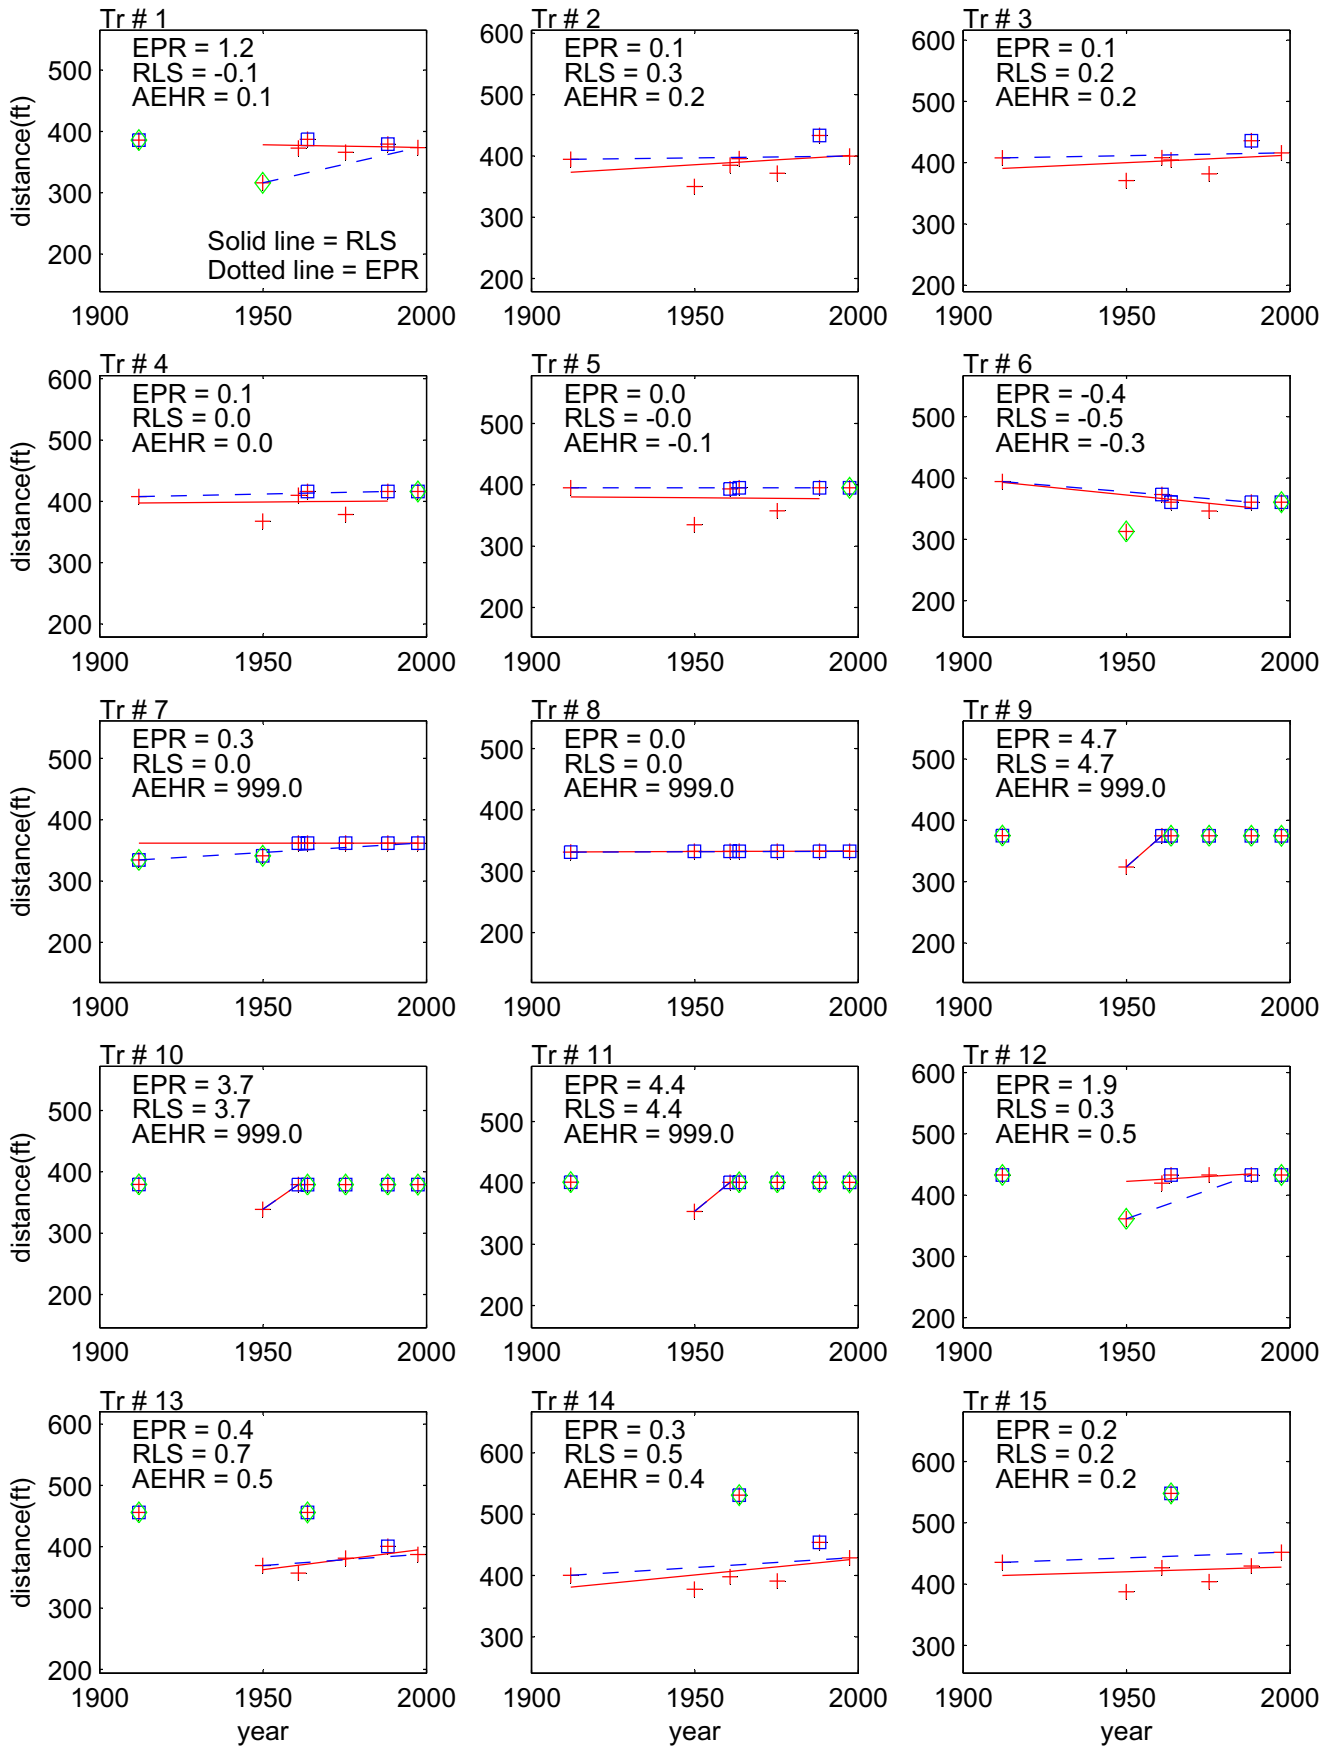 Tr # 1
EPR = 1.2
RLS = -0.1
AEHR = 0.1
Solid line = RLS
Dotted line = EPR
distance(ft)
500
400
300
200
1900
1950
2000
Tr # 2
EPR = 0.1
RLS = 0.3
AEHR = 0.2
600
500
400
300
200
1900
1950
2000
Tr # 3
EPR = 0.1
RLS = 0.2
AEHR = 0.2
600
500
400
300
200
1900
1950
2000
Tr # 4
EPR = 0.1
RLS = 0.0
AEHR = 0.0
distance(ft)
600
500
400
300
200
1900
1950
2000
Tr # 5
EPR = 0.0
RLS = -0.0
AEHR = -0.1
500
400
300
200
1900
1950
2000
Tr # 6
EPR = -0.4
RLS = -0.5
AEHR = -0.3
500
400
300
200
1900
1950
2000
Tr # 7
EPR = 0.3
RLS = 0.0
AEHR = 999.0
distance(ft)
500
400
300
200
1900
1950
2000
Tr # 8
EPR = 0.0
RLS = 0.0
AEHR = 999.0
500
400
300
200
1900
1950
2000
Tr # 9
EPR = 4.7
RLS = 4.7
AEHR = 999.0
500
400
300
200
1900
1950
2000
Tr # 10
EPR = 3.7
RLS = 3.7
AEHR = 999.0
distance(ft)
500
400
300
200
1900
1950
2000
Tr # 11
EPR = 4.4
RLS = 4.4
AEHR = 999.0
500
400
300
200
1900
1950
2000
Tr # 12
EPR = 1.9
RLS = 0.3
AEHR = 0.5
600
500
400
300
200
1900
1950
2000
Tr # 13
EPR = 0.4
RLS = 0.7
AEHR = 0.5
distance(ft)
600
500
400
300
200
1900
1950
2000
year
Tr # 14
EPR = 0.3
RLS = 0.5
AEHR = 0.4
600
500
400
300
1900
1950
2000
year
Tr # 15
EPR = 0.2
RLS = 0.2
AEHR = 0.2
600
500
400
300
1900
1950
2000
year